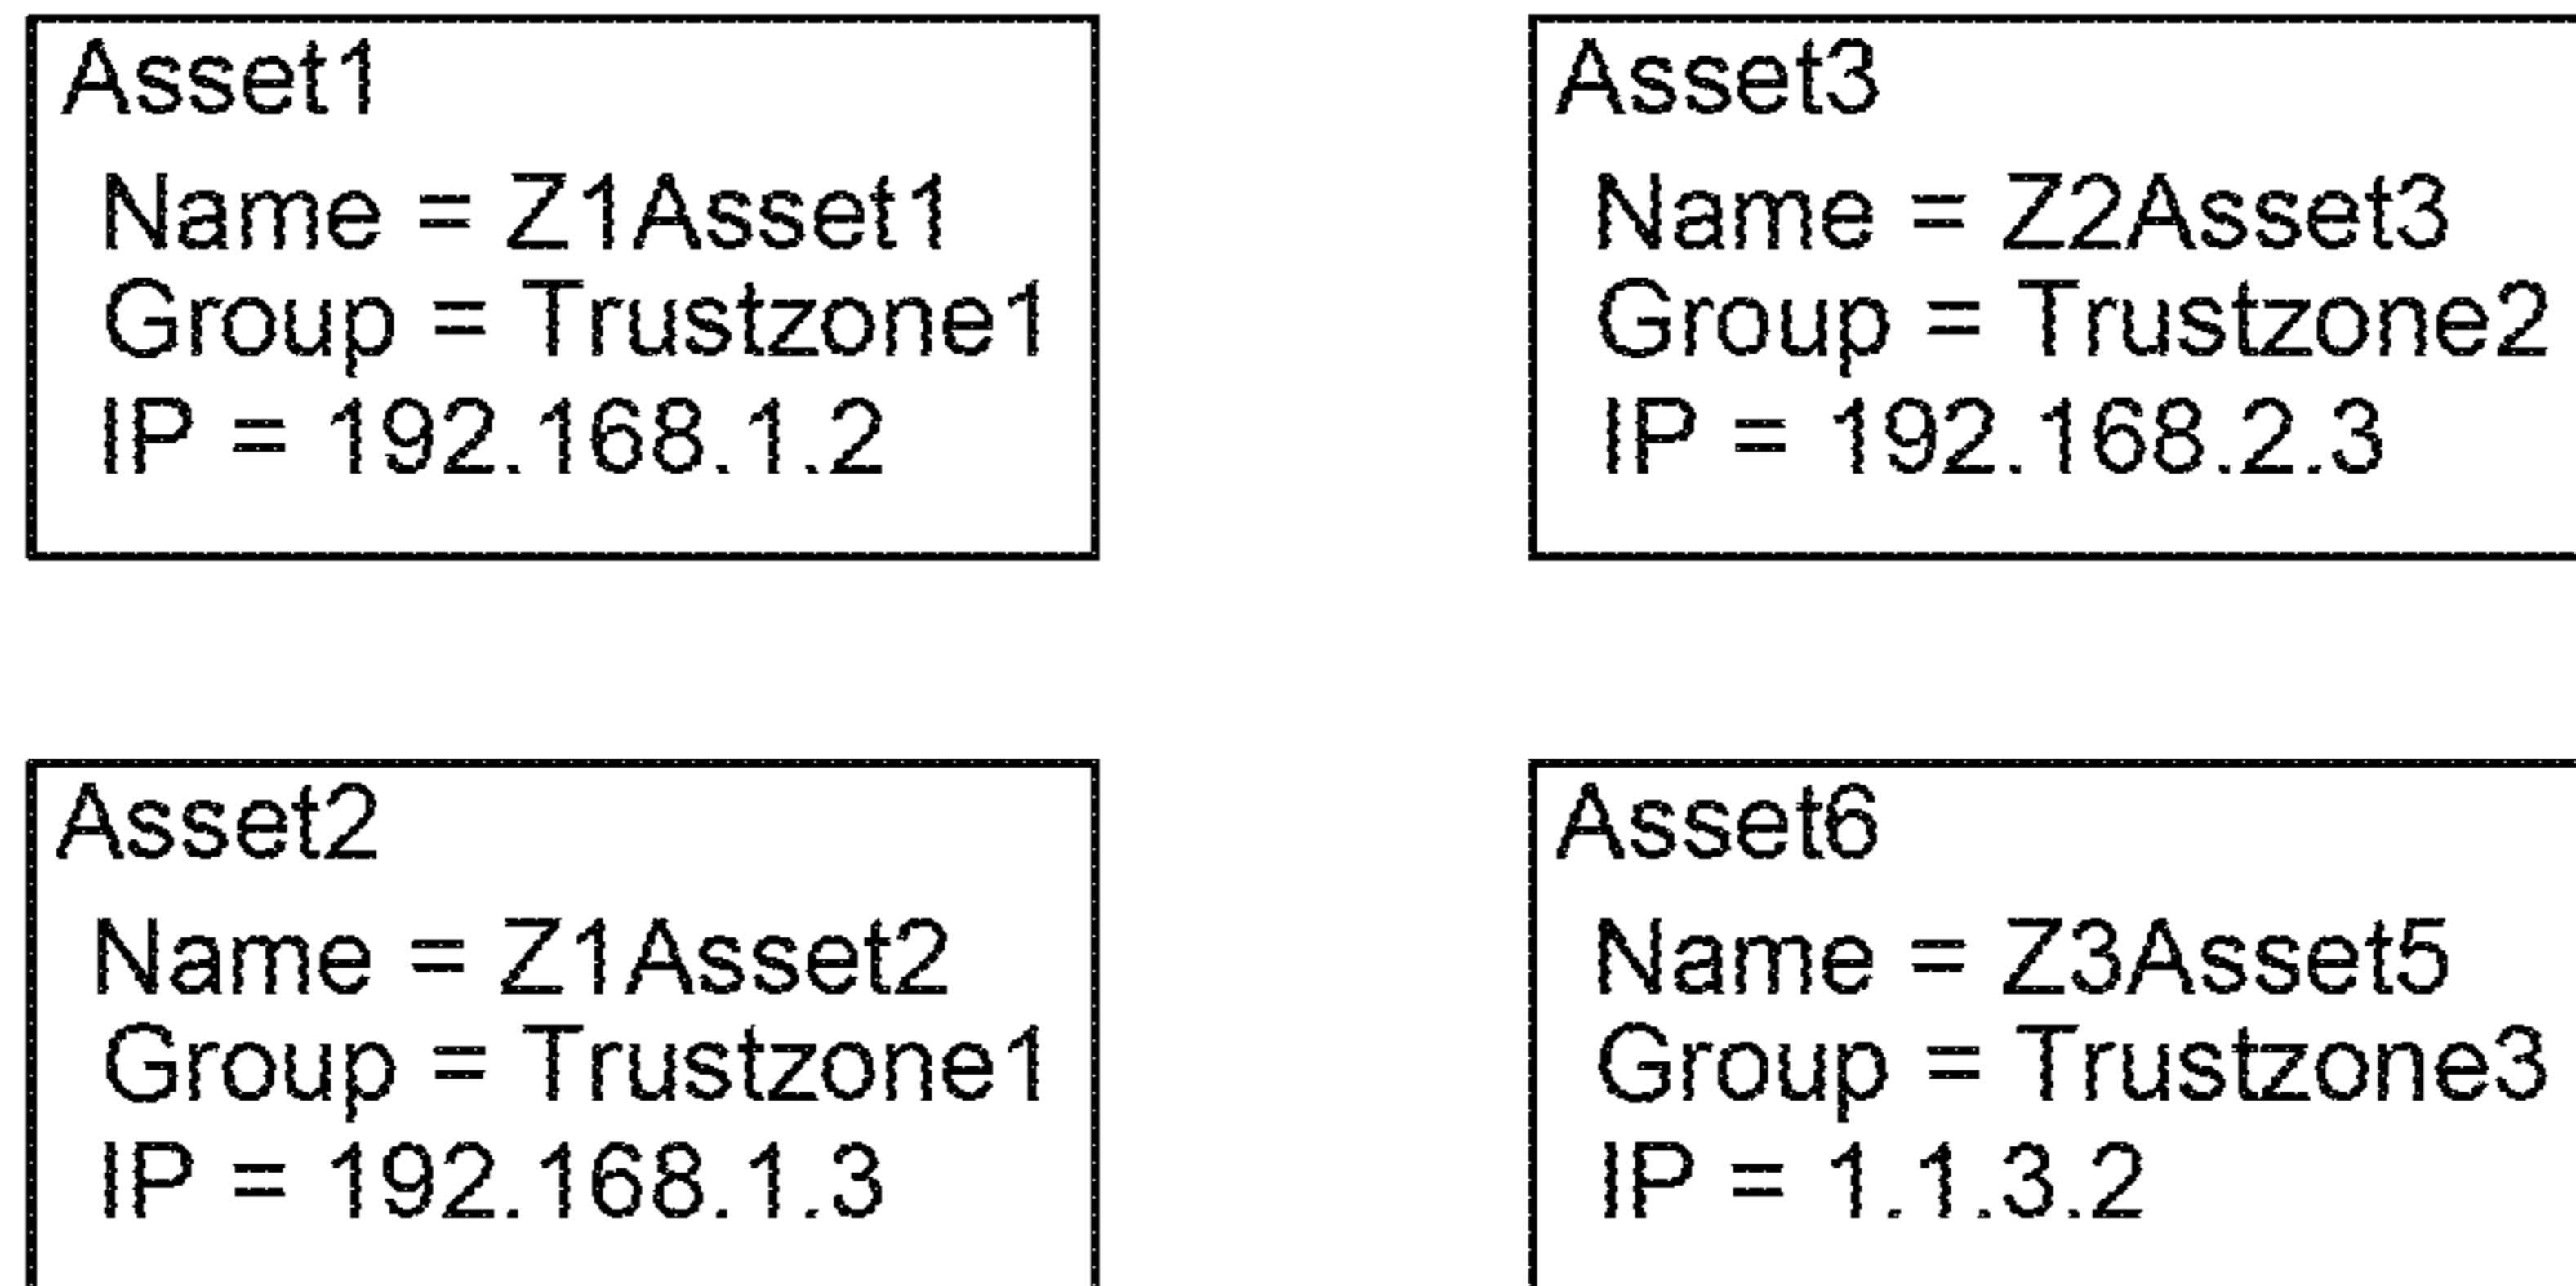 Asset1
Name = Z1Asset1
Group = Trustzone1
IP = 192.168.1.2
Asset3
Name = Z2Asset3
Group = Trustzone2
IP = 192.168.2.3
Asset2
Name = Z1Asset2
Group = Trustzone1
IP = 192.168.1.3
Asset6
Name = Z3Asset5
Group = Trustzone3
IP = 1.1.3.2